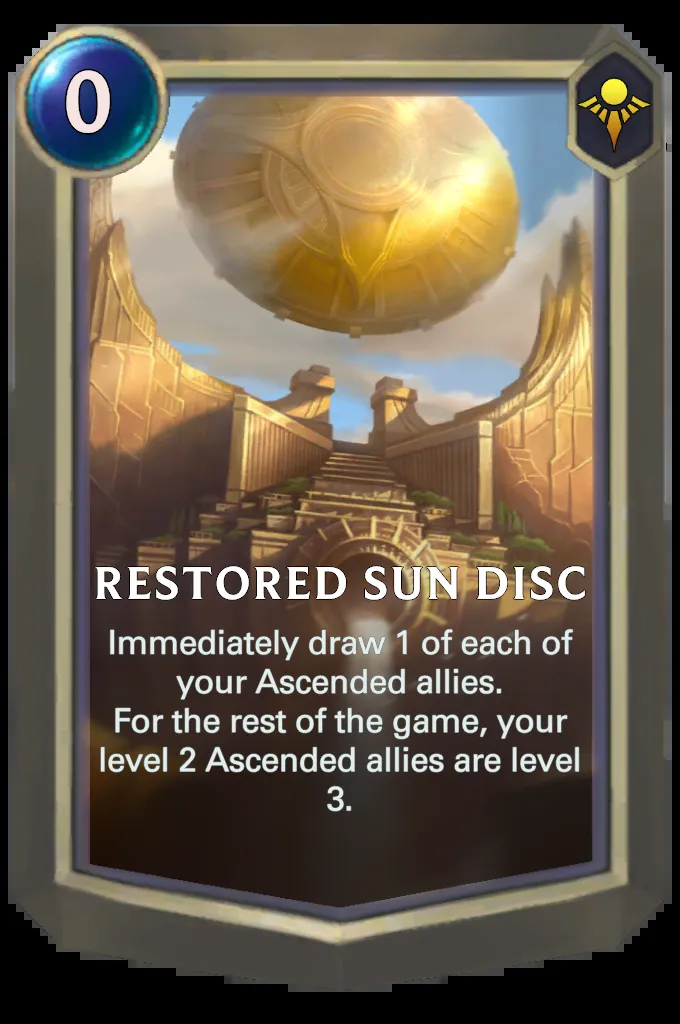 0
RESTORED SUN DISC
Immediately draw 1 of each of
your Ascended allies.
For the rest of the game, your
level 2 Ascended allies are level
3.